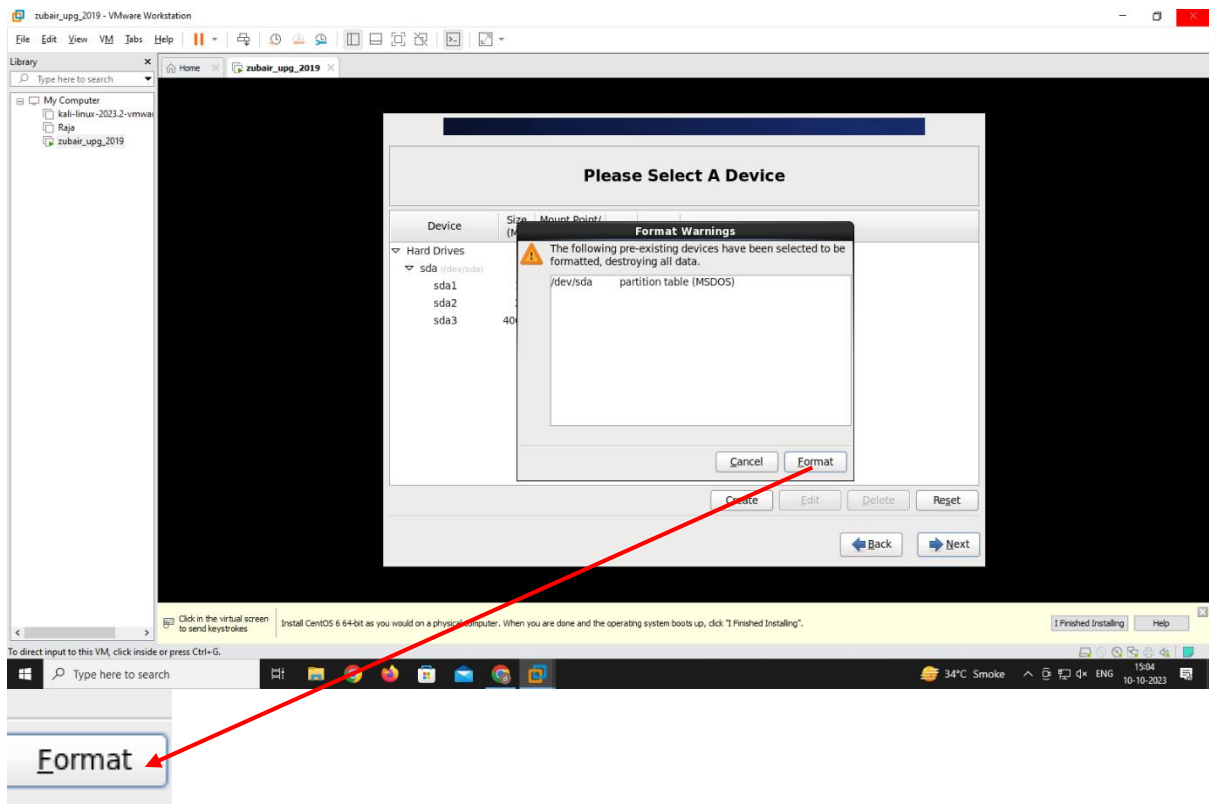 zubair_upg_2019 - VMware Workstation
File Edit View VM Tabs Help
Library
Type here to search
Home
zubair_upg_2019
My Computer
kali-linux-2023.2-vmwar
Raja
zubair_upg_2019
Please Select A Device
Device
Size
Mount Point/
(M
Format Warnings
The following pre-existing devices have been selected to be
formatted, destroying all data.
/dev/sda partition table (MSDOS)
Hard Drives
sda (/dev/sda)
sda1
sda2
sda3
Cancel Format
Create Edit Delete Reset
Back Next
Click in the virtual screen
to send keystrokes
Install CentOS 6 64-bit as you would on a physical computer. When you are done and the operating system boots up, click "I Finished Installing".
I Finished Installing Help
To direct input to this VM, click inside or press Ctrl+G.
Type here to search
34°C Smoke
ENG
15:04
10-10-2023
Format